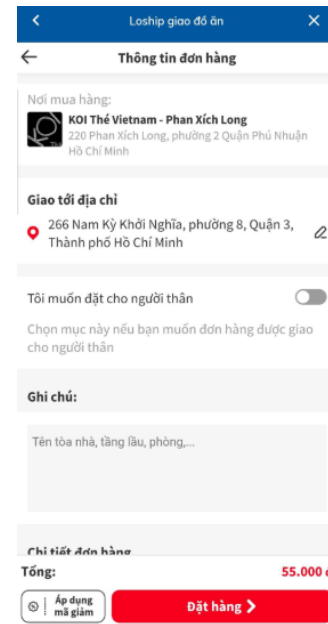 Loship giao đồ ăn
Thông tin đơn hàng
Nơi mua hàng:
KOI Thé Vietnam - Phan Xích Long
220 Phan Xích Long, phường 2 Quận Phú Nhuận
Hồ Chí Minh
Giao tới địa chỉ
266 Nam Kỳ Khởi Nghĩa, phường 8, Quận 3,
Thành phố Hồ Chí Minh
Tôi muốn đặt cho người thân
Chọn mục này nếu bạn muốn đơn hàng được giao
cho người thân
Ghi chú:
Tên tòa nhà, tầng lầu, phòng,...
Chi tiết đơn hàng
Tổng:
55.000 đ
Áp dụng
mã giảm
Đặt hàng